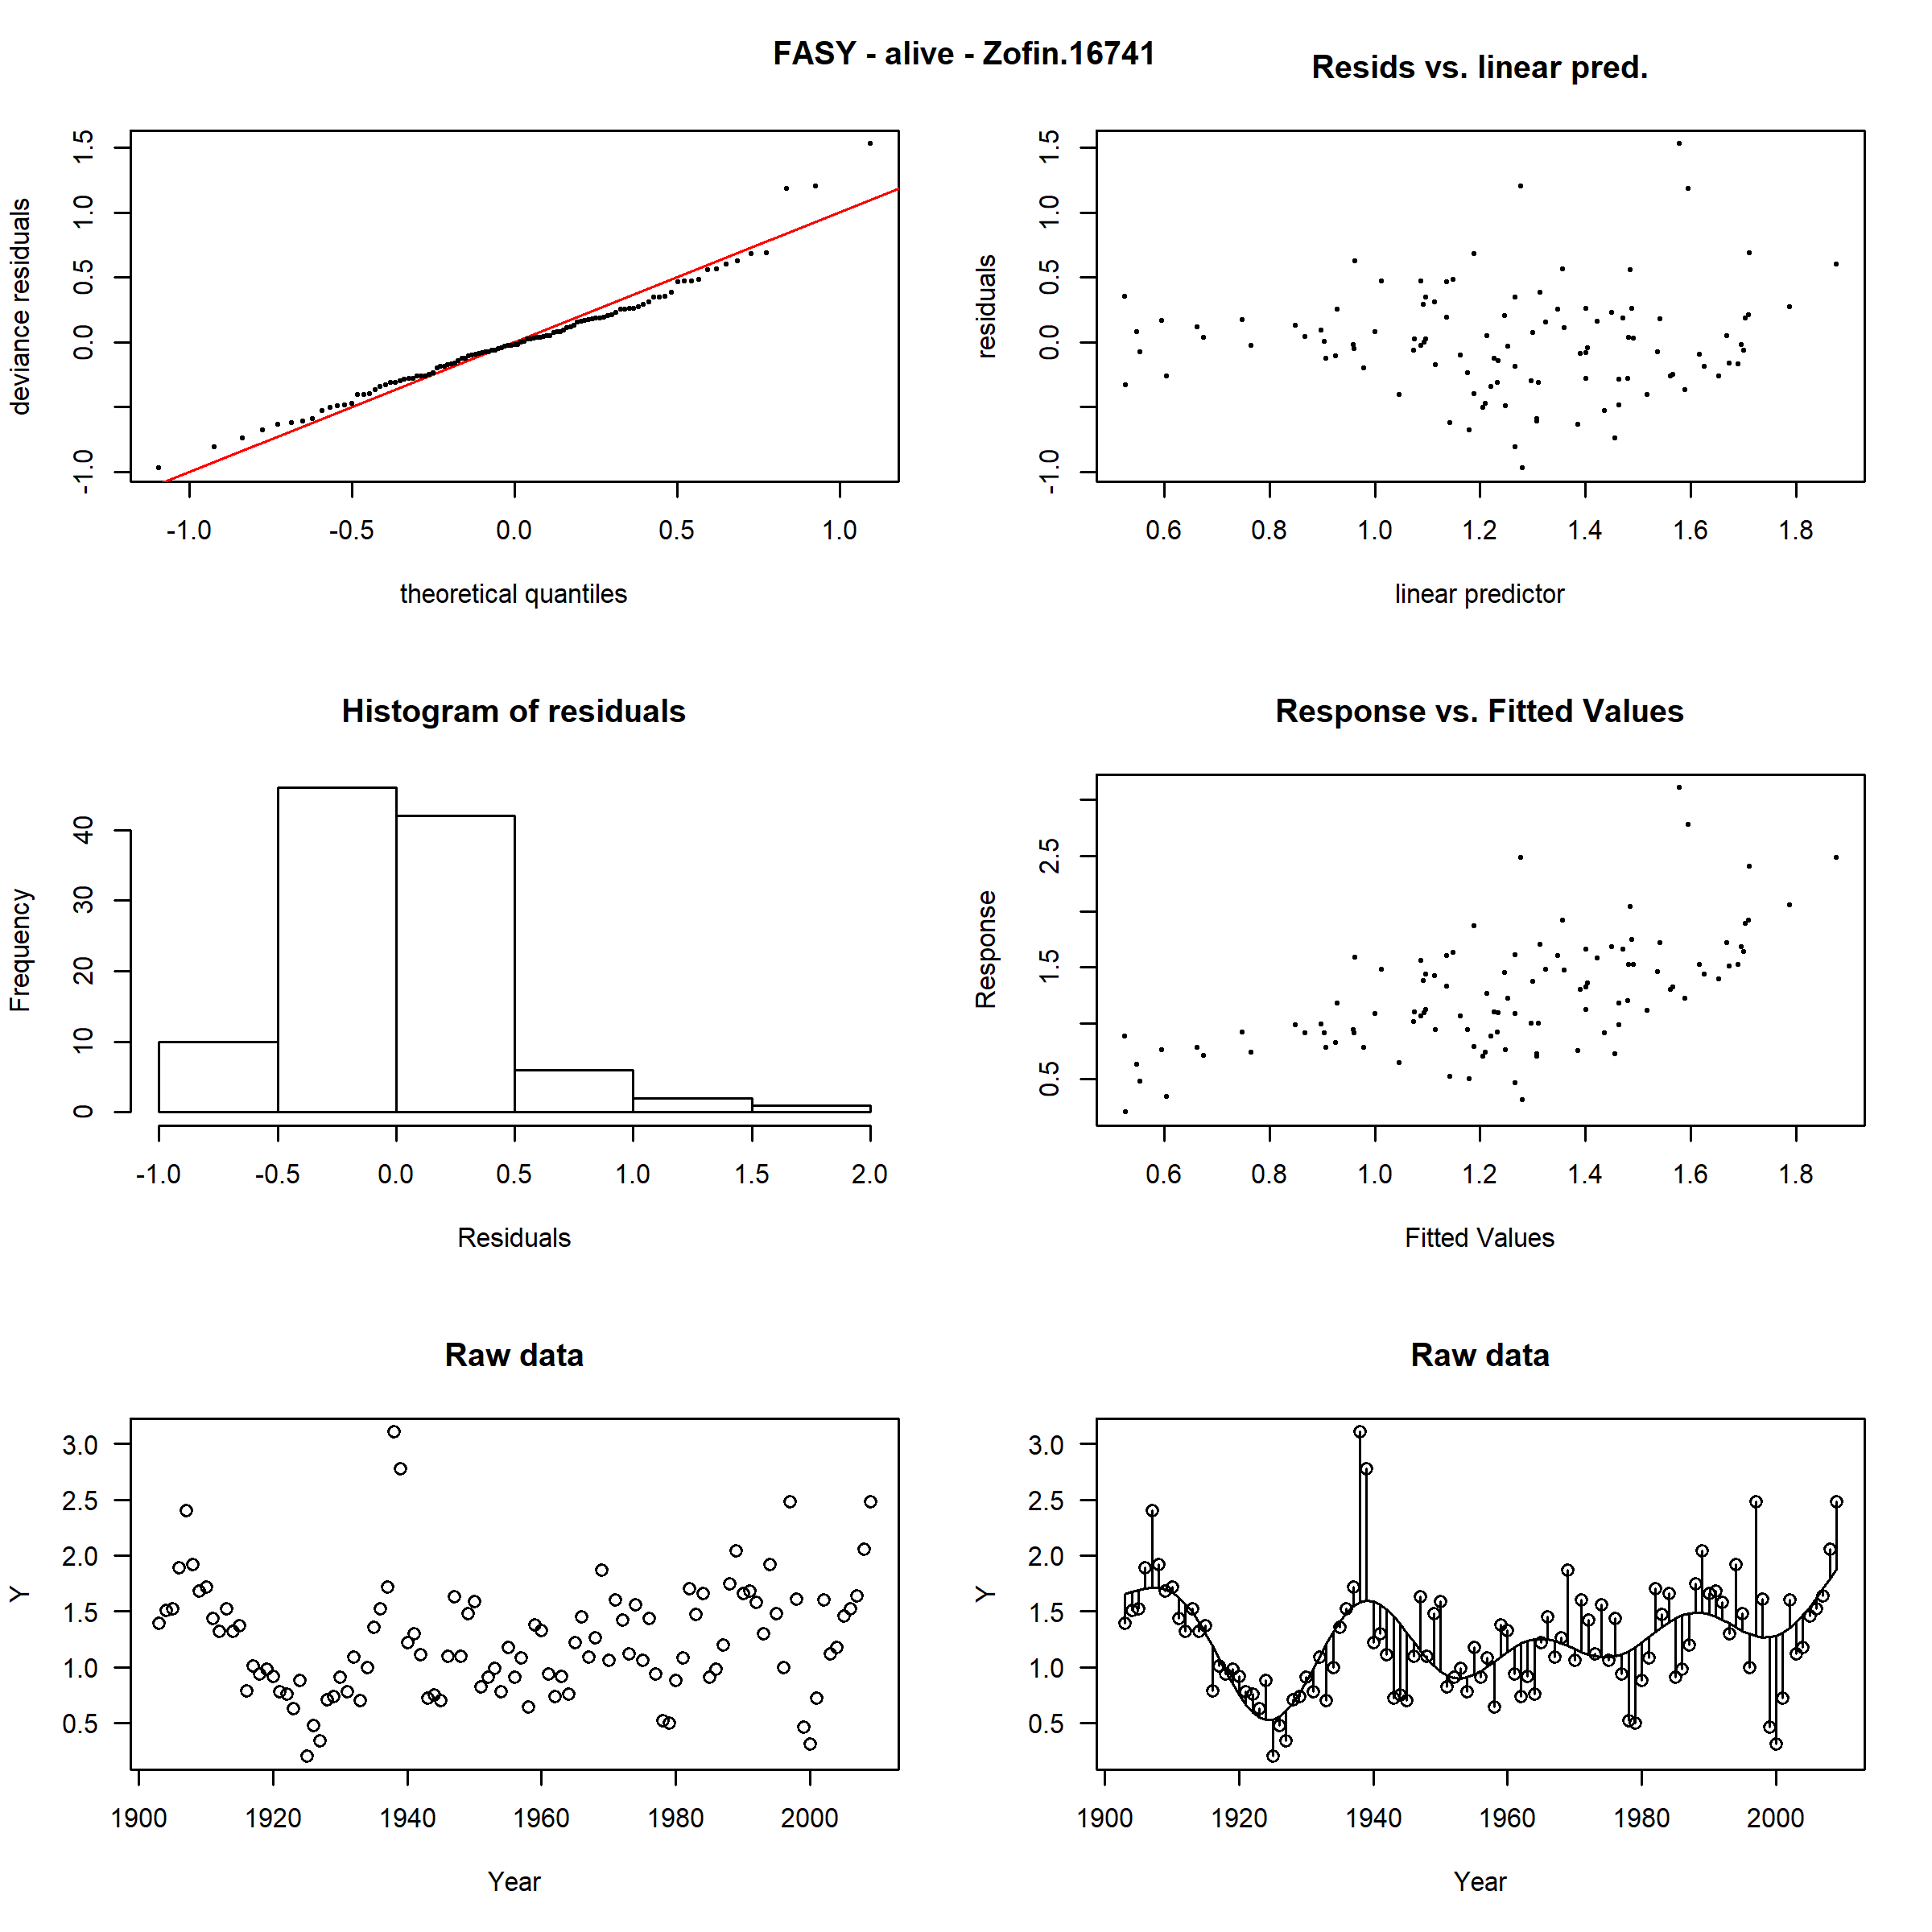 FASY - alive - Zofin.16741
Resids vs. linear pred.
deviance residuals
-1.0 0.0 0.5 1.0 1.5
-1.0 -0.5 0.0 0.5 1.0
theoretical quantiles
residuals
-1.0 0.0 0.5 1.0 1.5
0.6 0.8 1.0 1.2 1.4 1.6 1.8
linear predictor
Histogram of residuals
Frequency
0 10 20 30 40
-1.0 -0.5 0.0 0.5 1.0 1.5 2.0
Residuals
Response vs. Fitted Values
Response
0.5 1.5 2.5
0.6 0.8 1.0 1.2 1.4 1.6 1.8
Fitted Values
Raw data
Y
3.0
2.5
2.0
1.5
1.0
0.5
1900 1920 1940 1960 1980 2000
Year
Raw data
Y
3.0
2.5
2.0
1.5
1.0
0.5
1900 1920 1940 1960 1980 2000
Year